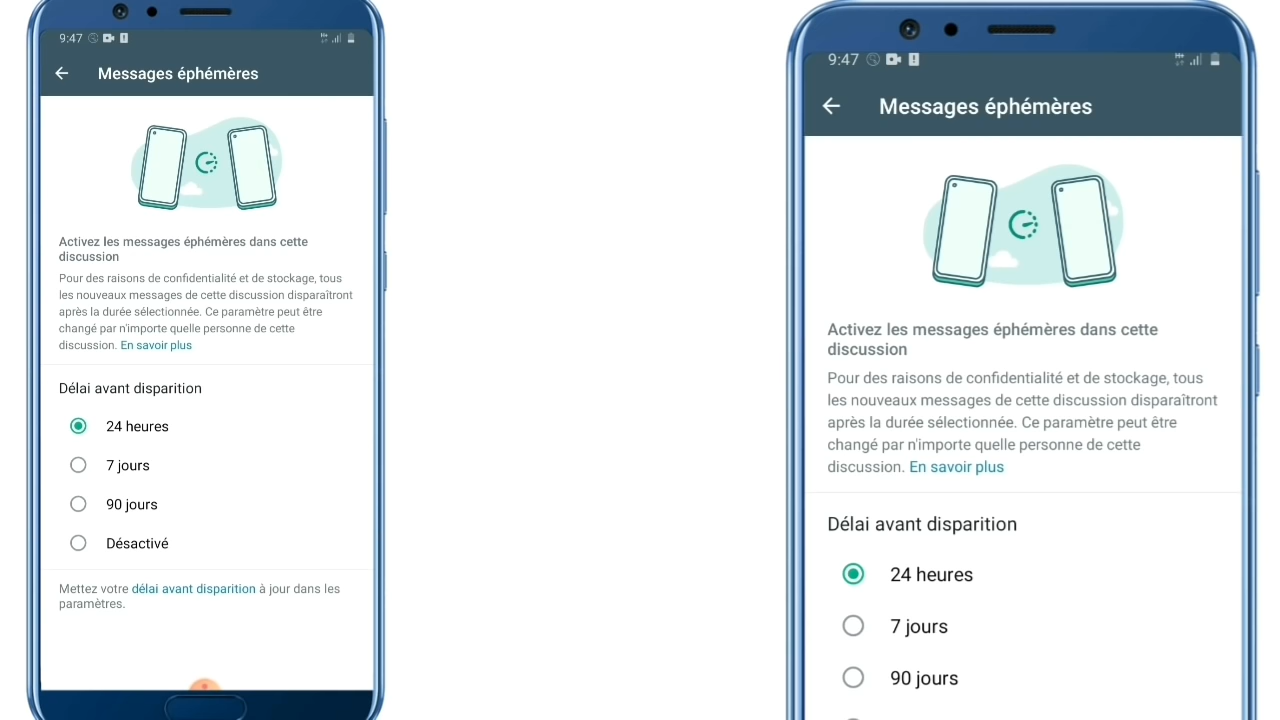 9:47
Messages éphémères
Activez les messages éphémères dans cette
discussion
Pour des raisons de confidentialité et de stockage, tous
les nouveaux messages de cette discussion disparaîtront
après la durée sélectionnée. Ce paramètre peut être
changé par n'importe quelle personne de cette
discussion. En savoir plus
Délai avant disparition
24 heures
7 jours
90 jours
Désactivé
Mettez votre délai avant disparition à jour dans les
paramètres.
9:47
Messages éphémères
Activez les messages éphémères dans cette
discussion
Pour des raisons de confidentialité et de stockage, tous
les nouveaux messages de cette discussion disparaîtront
après la durée sélectionnée. Ce paramètre peut être
changé par n'importe quelle personne de cette
discussion. En savoir plus
Délai avant disparition
24 heures
7 jours
90 jours